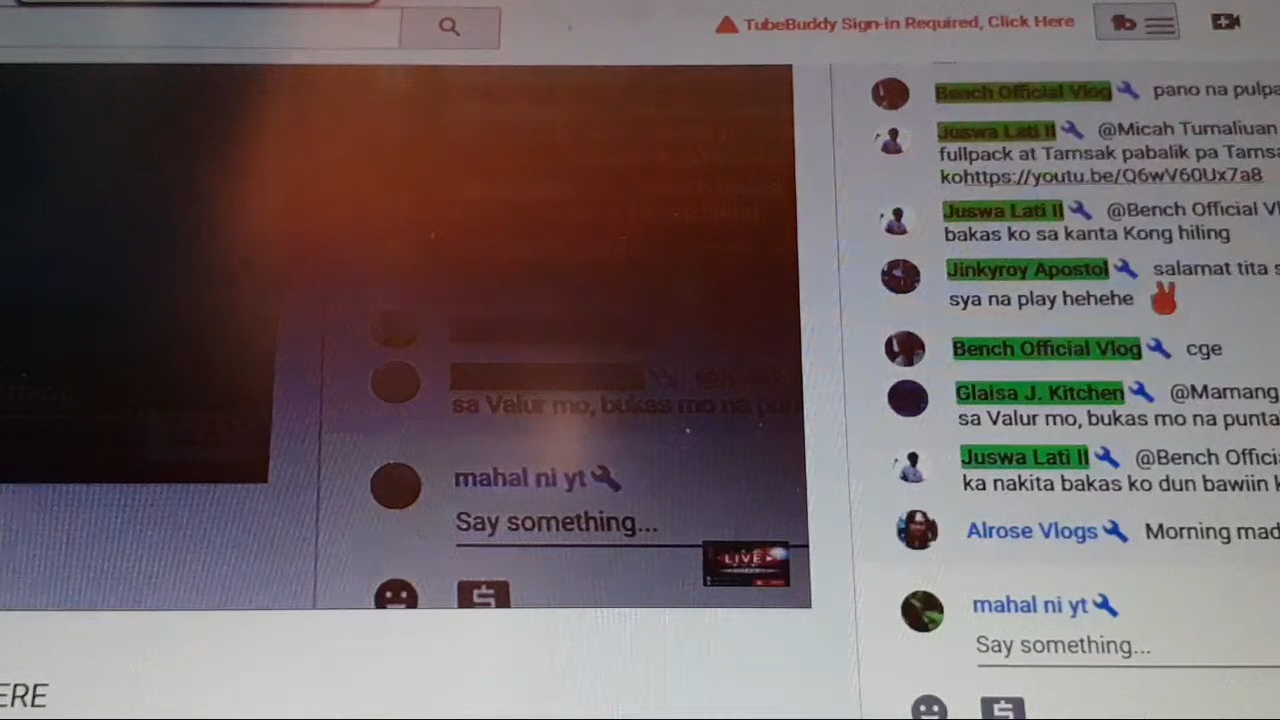 TubeBuddy Sign-in Required, Click Here
Bench Official Vlog pano na pulpa
Juswa Lati II @Micah Tumaliuan
fullpack at Tamsak pabalik pa Tamsa
kohttps://youtu.be/Q6wV60Ux7a8
Juswa Lati II @Bench Official Vl
bakas ko sa kanta Kong hiling
Jinkyroy Apostol salamat tita s
sya na play hehehe
Bench Official Vlog cge
Glaisa J. Kitchen @Mamang
sa Valur mo, bukas mo na punta
Juswa Lati II @Bench Offici
ka nakita bakas ko dun bawiin k
Alrose Vlogs Morning mad
mahal ni yt
Say something...
sa Valur mo, bukas mo na pun
mahal ni yt
Say something...
LIVE
ERE